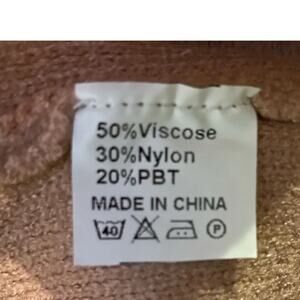 50%Viscose
30%Nylon
20%PBT
MADE IN CHINA
40 P